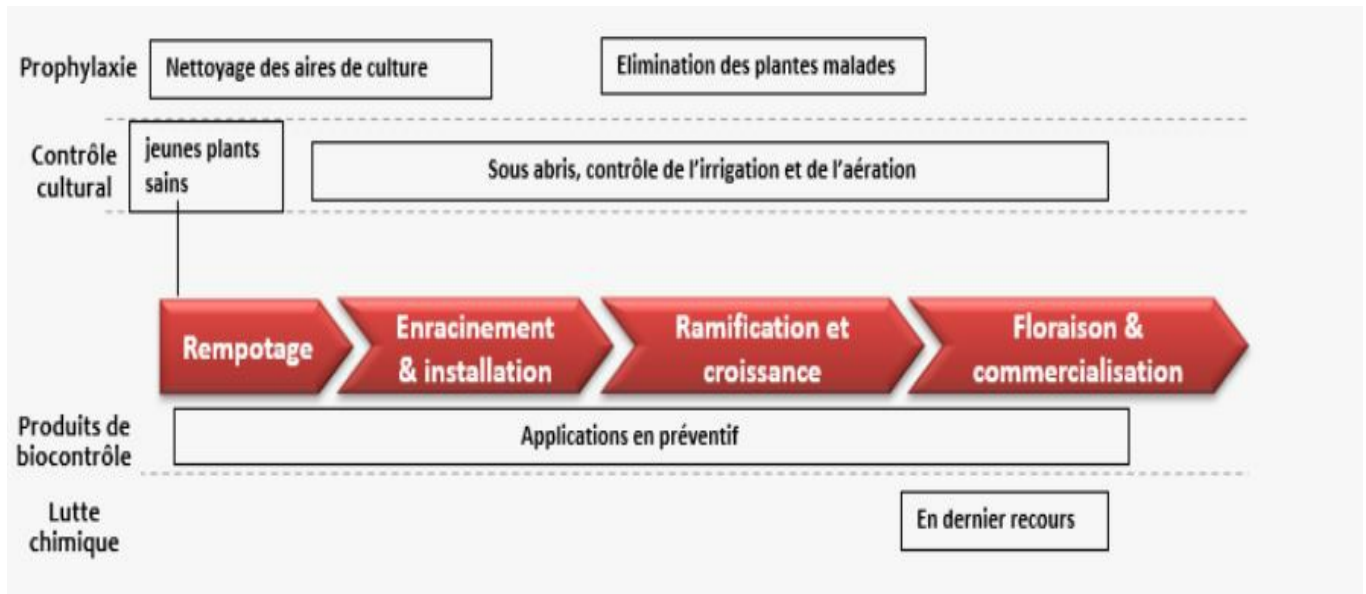 Prophylaxie
Nettoyage des aires de culture
Elimination des plantes malades
Contrôle
cultural
jeunes plants
sains
Sous abris, contrôle de l'irrigation et de l'aération
Rempotage
Enracinement
& installation
Ramification et
croissance
Floraison &
commercialisation
Produits de
biocontrôle
Applications en préventif
Lutte
chimique
En dernier recours